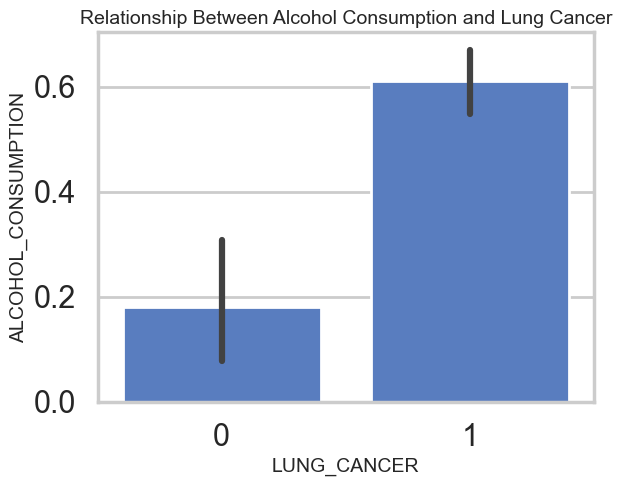 Relationship Between Alcohol Consumption and Lung Cancer
ALCOHOL_CONSUMPTION
0.6
0.4
0.2
0.0
0 1
LUNG_CANCER